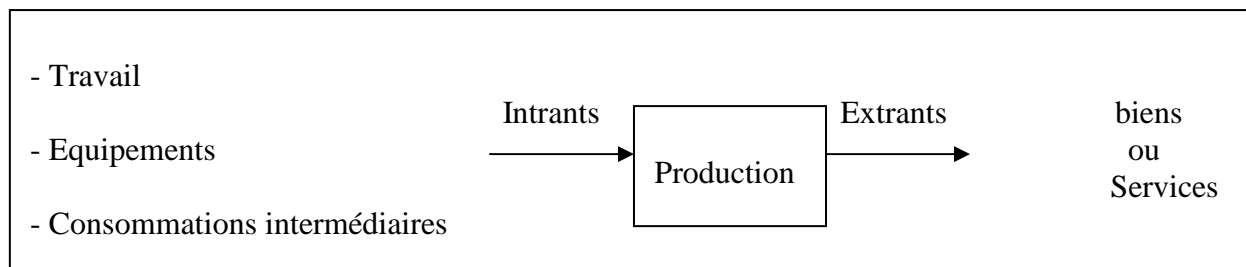 - Travail
Intrants
Extrants
biens
- Equipements
ou
Production
Services
- Consommations intermédiaires